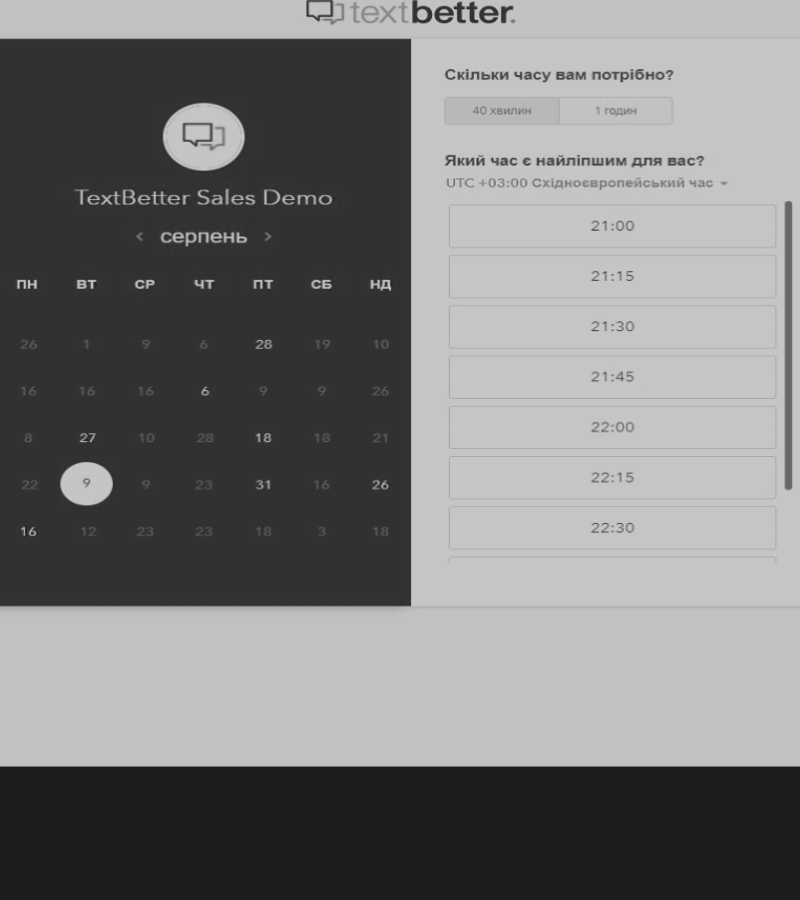 textbetter.
TextBetter Sales Demo
< серпень >
ПН ВТ СР ЧТ ПТ СБ НД
26 1 9 6 28 19 10
16 16 16 6 9 9 26
8 27 10 28 18 18 21
22 9 9 23 31 16 26
16 12 23 23 18 3 18
Скільки часу вам потрібно?
40 хвилин 1 годин
Який час є найліпшим для вас?
UTC +03:00 Східноєвропейський час
21:00
21:15
21:30
21:45
22:00
22:15
22:30